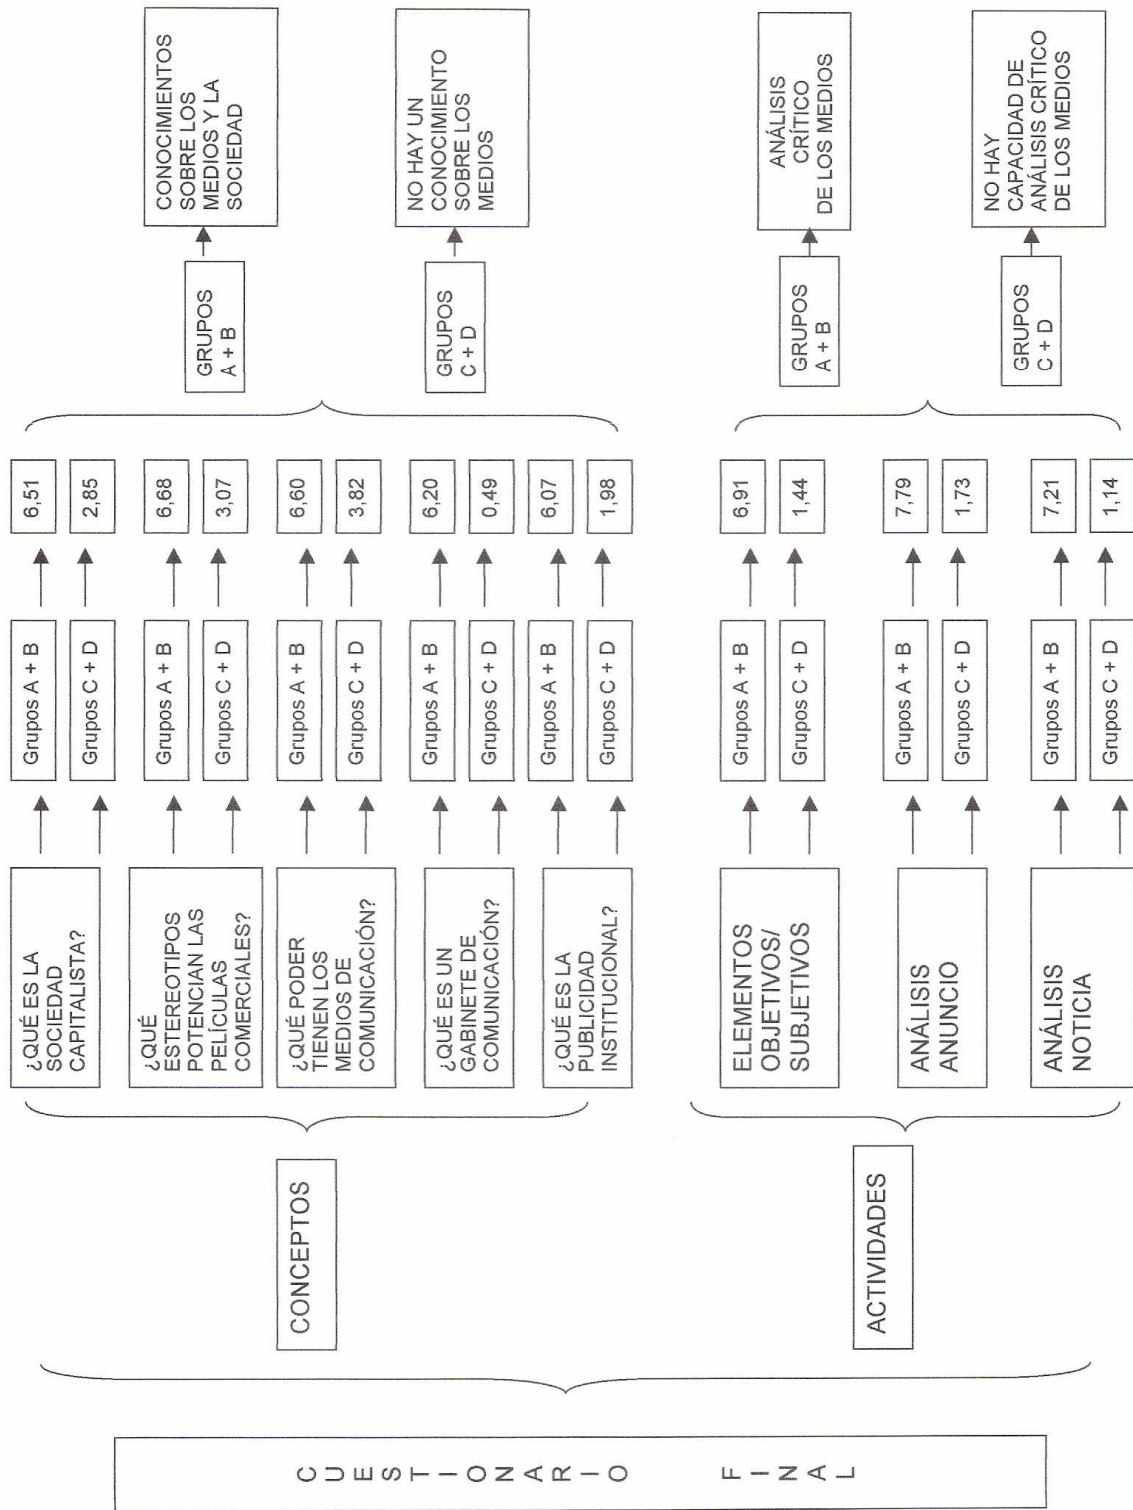 CUESTIONARIO FINAL
CONCEPTOS
¿QUÉ ES LA
SOCIEDAD
CAPITALISTA?
Grupos A + B
6,51
Grupos C + D
2,85
¿QUÉ
ESTEREOTIPOS
POTENCIAN LAS
PELÍCULAS
COMERCIALES?
Grupos A + B
6,68
Grupos C + D
3,07
¿QUÉ PODER
TIENEN LOS
MEDIOS DE
COMUNICACIÓN?
Grupos A + B
6,60
Grupos C + D
3,82
¿QUÉ ES UN
GABINETE DE
COMUNICACIÓN?
Grupos A + B
6,20
Grupos C + D
0,49
¿QUÉ ES LA
PUBLICIDAD
INSTITUCIONAL?
Grupos A + B
6,07
Grupos C + D
1,98
GRUPOS
A + B
CONOCIMIENTOS
SOBRE LOS
MEDIOS Y LA
SOCIEDAD
GRUPOS
C + D
NO HAY UN
CONOCIMIENTO
SOBRE LOS
MEDIOS
ACTIVIDADES
ELEMENTOS
OBJETIVOS/
SUBJETIVOS
Grupos A + B
6,91
Grupos C + D
1,44
ANÁLISIS
ANUNCIO
Grupos A + B
7,79
Grupos C + D
1,73
ANÁLISIS
NOTICIA
Grupos A + B
7,21
Grupos C + D
1,14
GRUPOS
A + B
ANÁLISIS
CRÍTICO
DE LOS MEDIOS
GRUPOS
C + D
NO HAY
CAPACIDAD DE
ANÁLISIS CRÍTICO
DE LOS MEDIOS